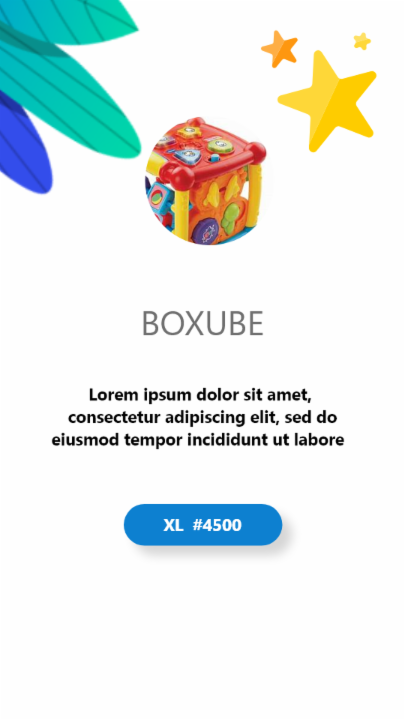 BOXUBE
Lorem ipsum dolor sit amet,
consectetur adipiscing elit, sed do
eiusmod tempor incididunt ut labore
XL #4500